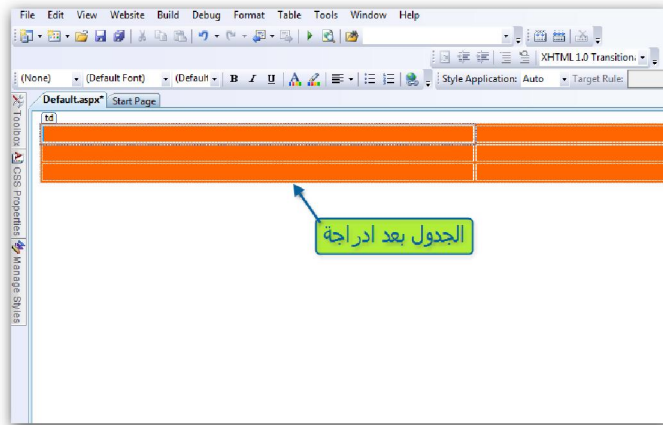 File Edit View Website Build Debug Format Table Tools Window Help
XHTML 1.0 Transition
(None) (Default Font) (Default B I U A Style Application: Auto Target Rule:
Default.aspx* Start Page
td
Toolbox
CSS Properties
Manage Styles
الجدول بعد ادراجة